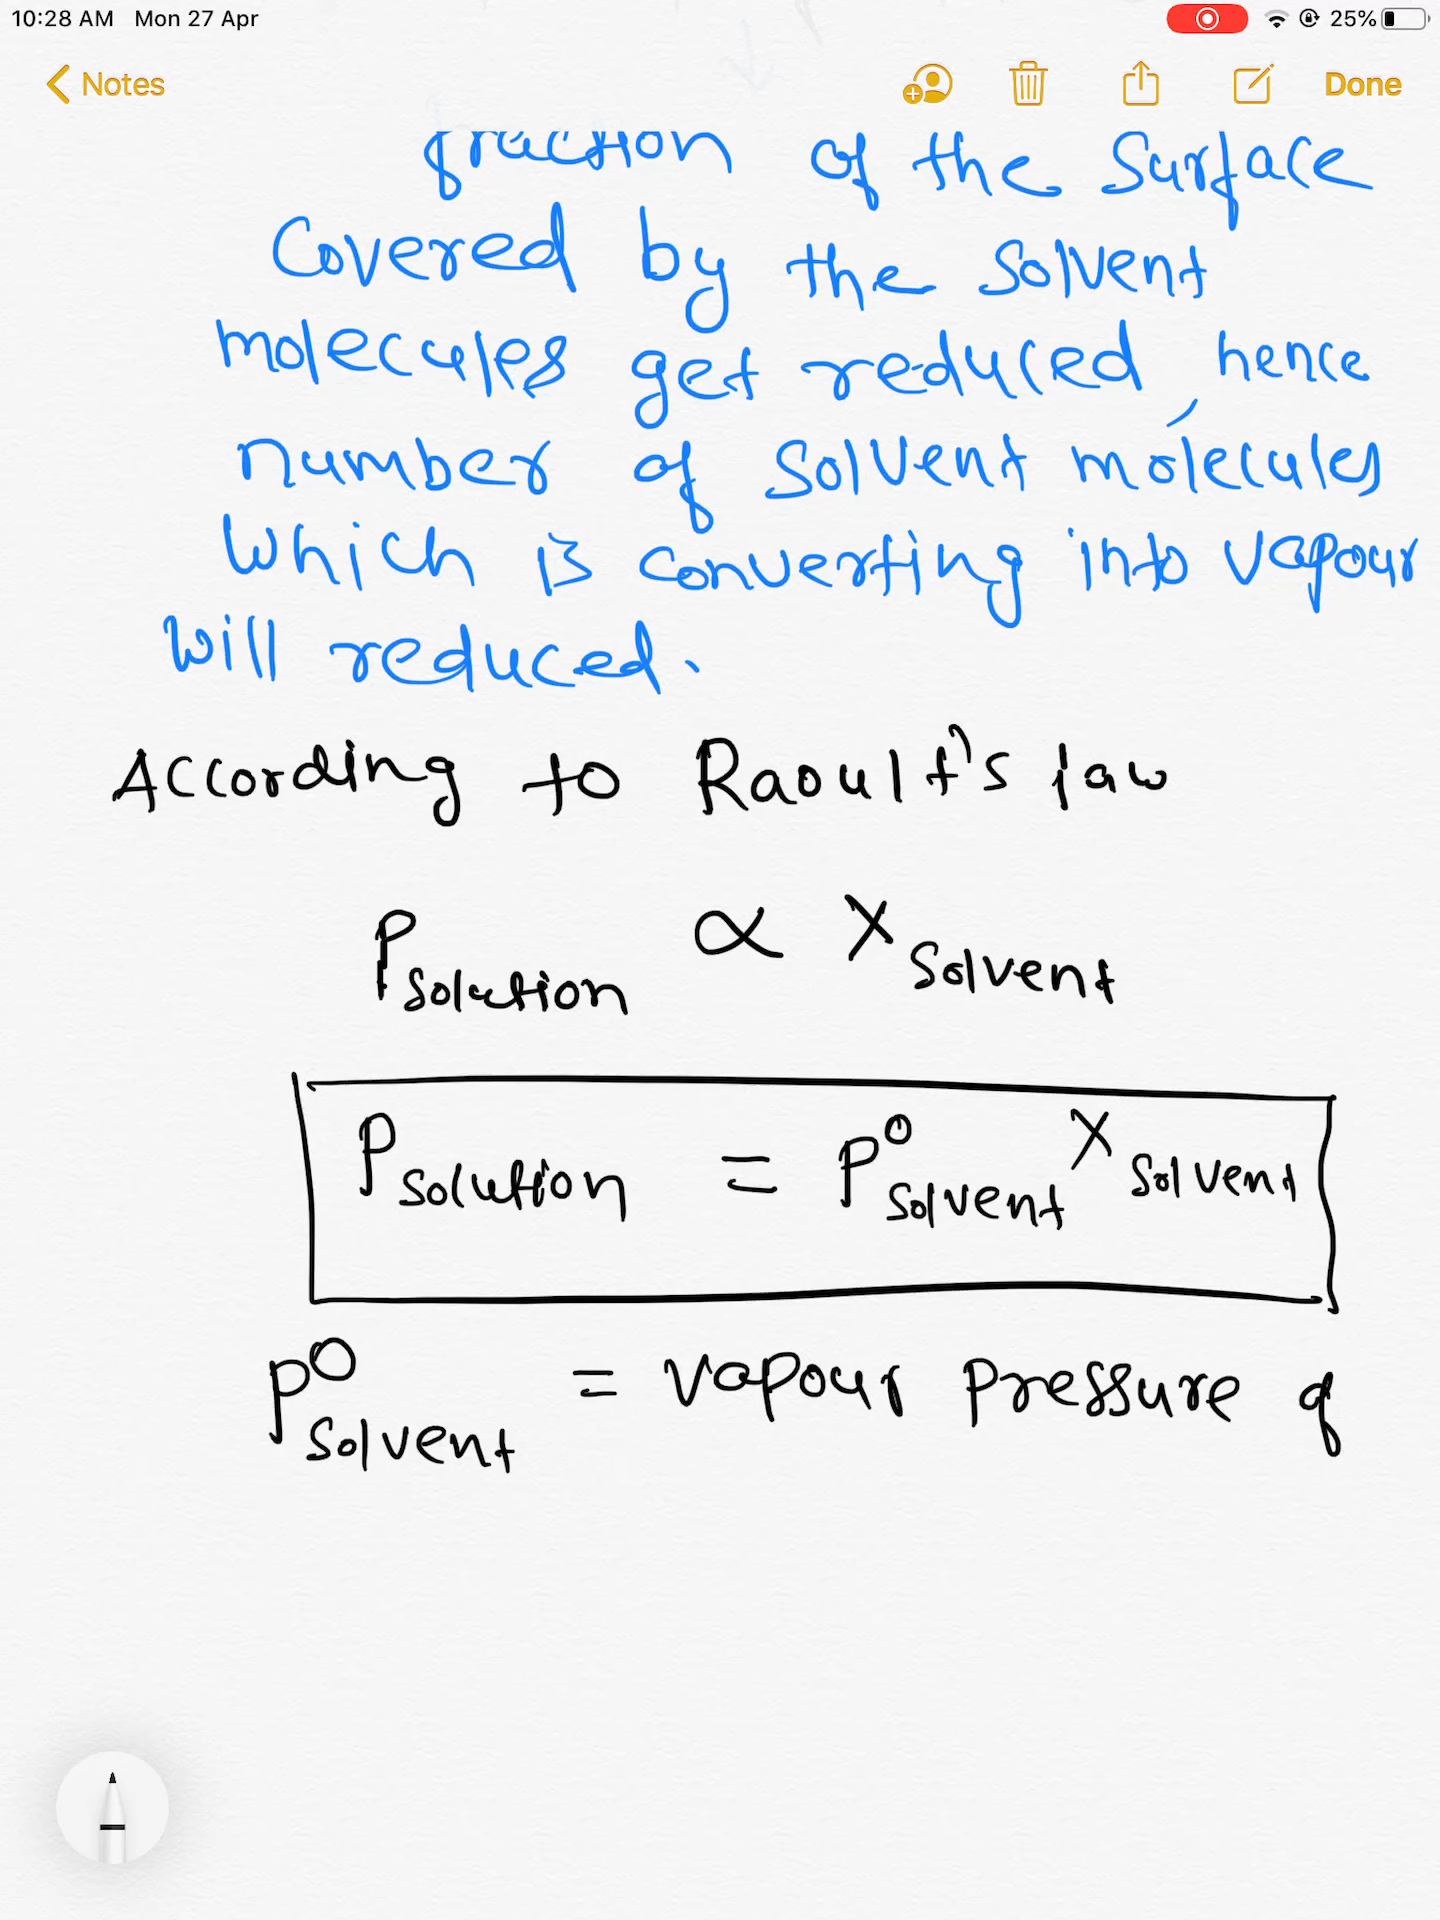 10:28 AM Mon 27 Apr 25%
Notes Done
fraction of the Surface
Covered by the Solvent
molecules get reduced, hence
number of Solvent molecules
Which is converting into vapour
will reduced.
According to Raoult's law
P solution ∝ X Solvent
P solution = P⁰ solvent X Solvent
P⁰ Solvent = vapour Pressure of